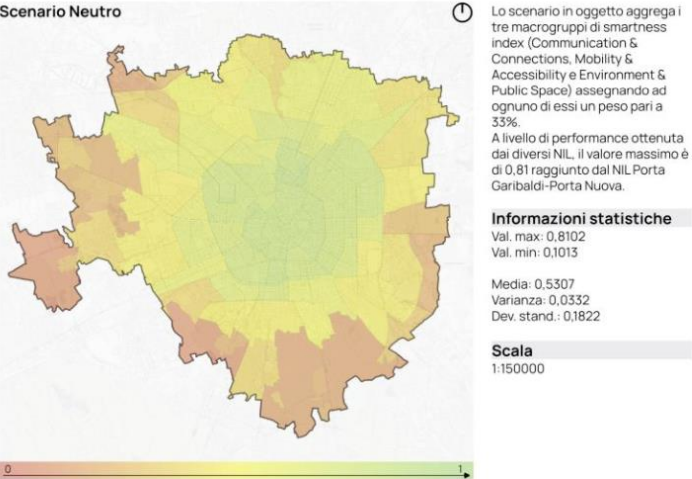 Scenario Neutro
Lo scenario in oggetto aggrega i
tre macrogruppi di smartness
index (Communication &
Connections, Mobility &
Accessibility e Environment &
Public Space) assegnando ad
ognuno di essi un peso pari a
33%.
A livello di performance ottenuta
dai diversi NIL, il valore massimo è
di 0,81 raggiunto dal NIL Porta
Garibaldi-Porta Nuova.
Informazioni statistiche
Val. max: 0,8102
Val. min: 0,1013
Media: 0,5307
Varianza: 0,0332
Dev. stand.: 0,1822
Scala
1:150000
0
1